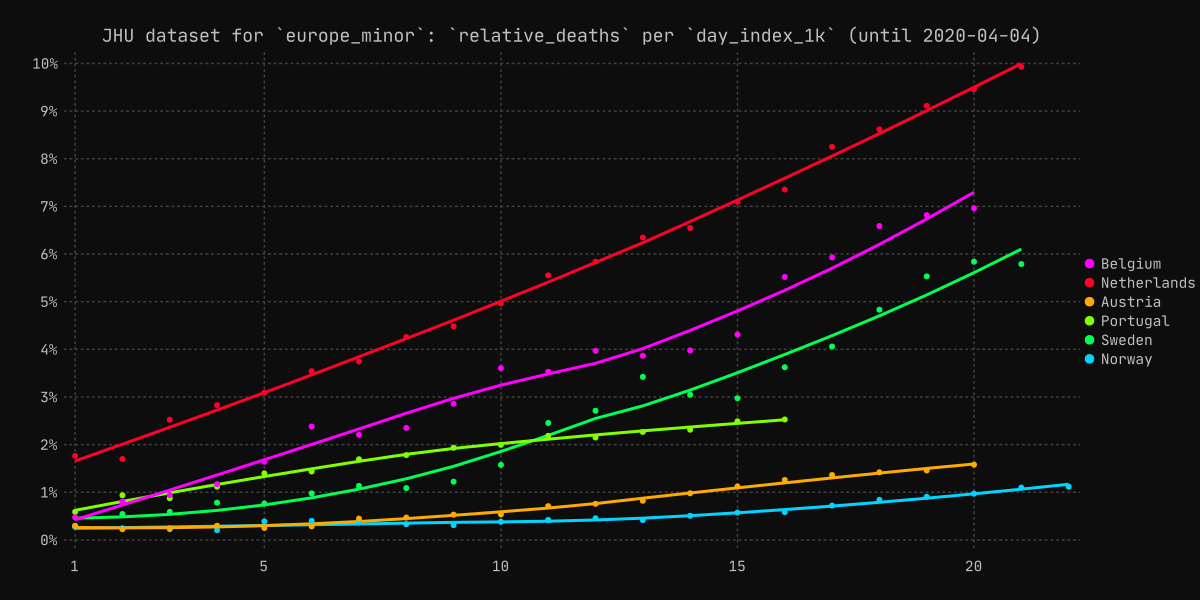 JHU dataset for `europe_minor`: `relative_deaths` per `day_index_1k` (until 2020-04-04)
10%
9%
8%
7%
6%
5%
4%
3%
2%
1%
0%
1 5 10 15 20
Belgium
Netherlands
Austria
Portugal
Sweden
Norway